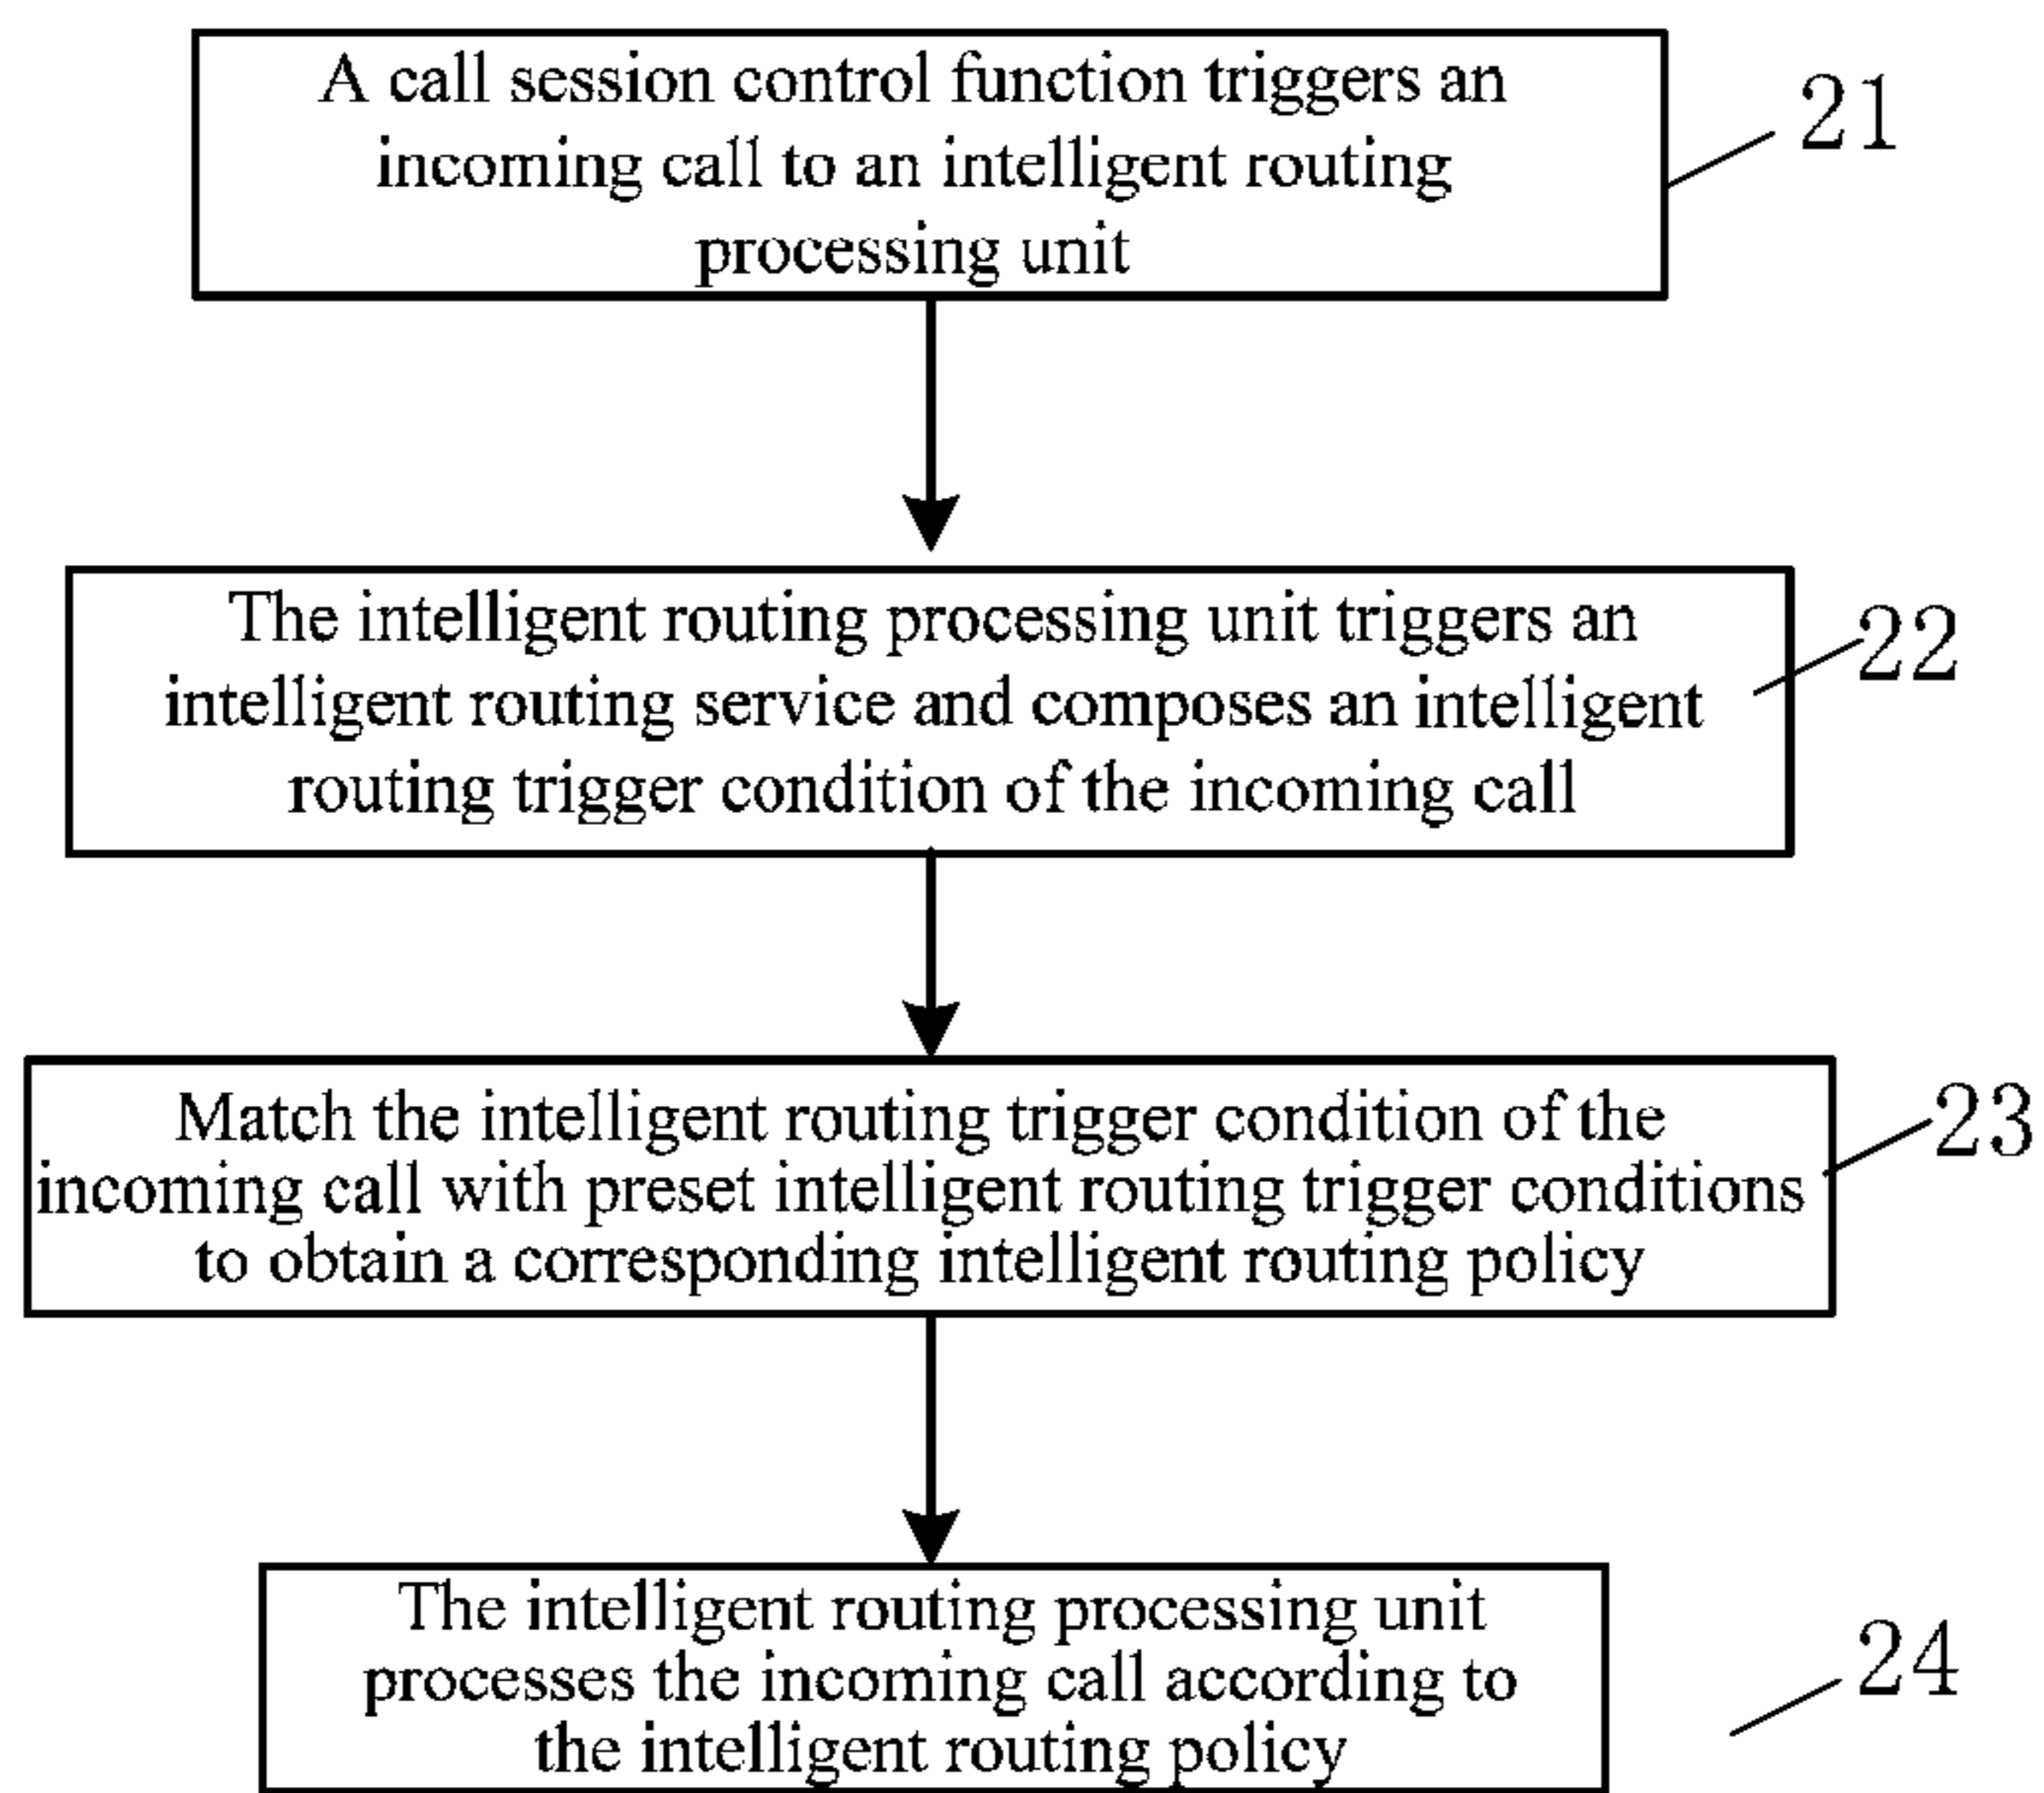 A call session control function triggers an
incoming call to an intelligent routing
processing unit
21
The intelligent routing processing unit triggers an
intelligent routing service and composes an intelligent
routing trigger condition of the incoming call
22
Match the intelligent routing trigger condition of the
incoming call with preset intelligent routing trigger conditions
to obtain a corresponding intelligent routing policy
23
The intelligent routing processing unit
processes the incoming call according to
the intelligent routing policy
24